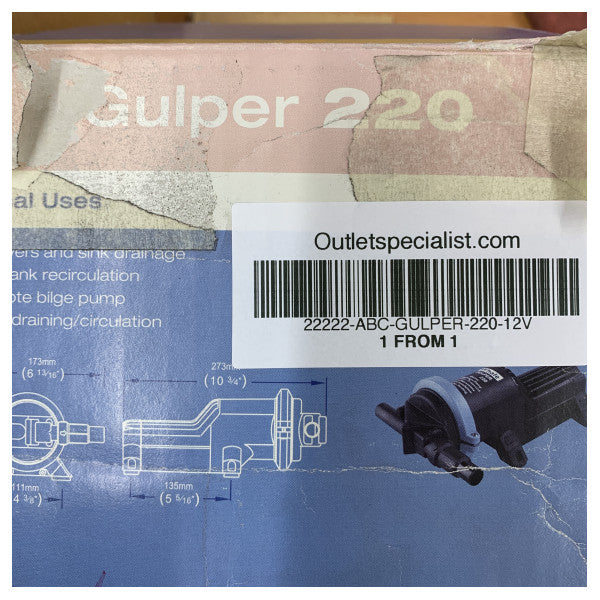 Gulper 220
al Uses
vers and sink drainage
ank recirculation
ote bilge pump
draining/circulation
Outletspecialist.com
22222-ABC-GULPER-220-12V
1 FROM 1
173mm
(6 13/16")
273mm
(10 3/4")
111mm
4 3/8")
135mm
(5 5/16")